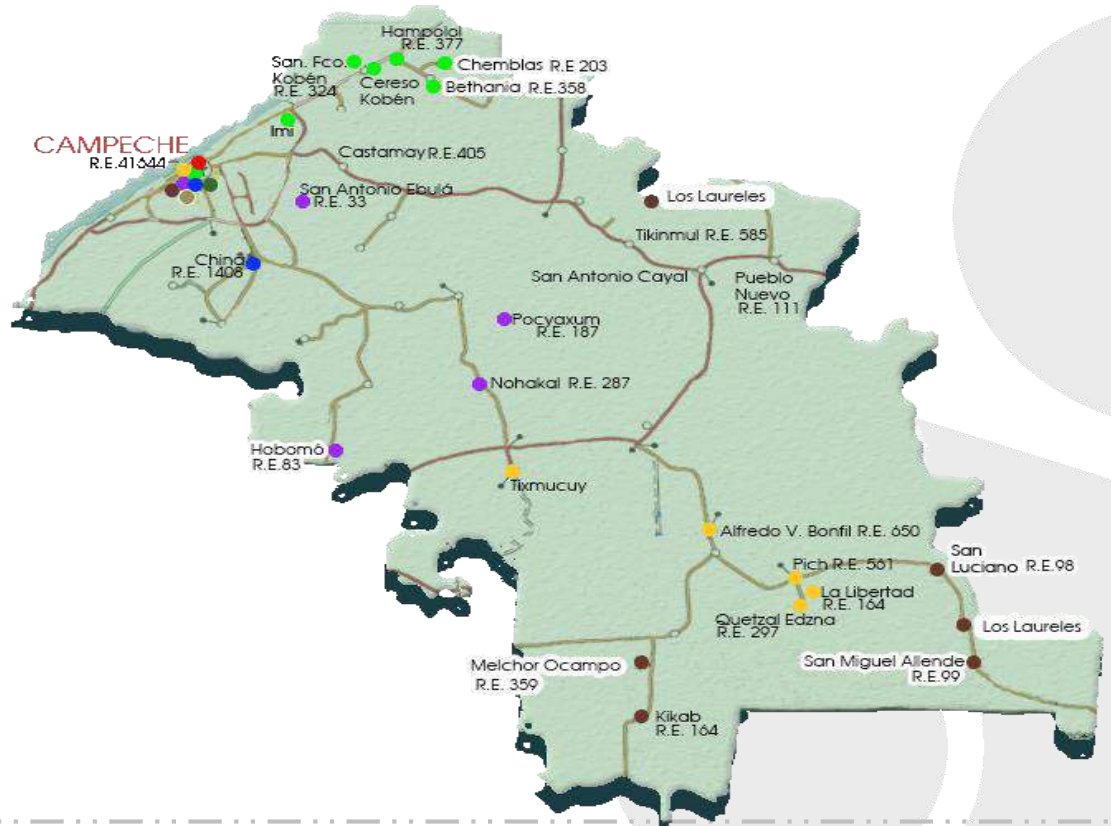 Hampolol
R.E. 377
San. Fco.
Kobén
R.E. 324
Cereso
Kobén
Chemblas R.E 203
Bethania R.E.358
Imi
CAMPECHE
R.E.41644
Castamay R.E.405
San Antonio Ebulá
R.E. 33
Los Laureles
Tikinmul R.E. 585
Chiná
R.E. 1408
San Antonio Cayal
Pueblo
Nuevo
R.E. 111
Pocyaxum
R.E. 187
Nohakal R.E. 287
Hobomó
R.E.83
Tixmucuy
Alfredo V. Bonfil R.E. 650
Pich R.E. 561
La Libertad
R.E. 164
Quetzal Edzna
R.E. 297
San
Luciano R.E.98
Los Laureles
San Miguel Allende
R.E.99
Melchor Ocampo
R.E. 359
Kikab
R.E. 164